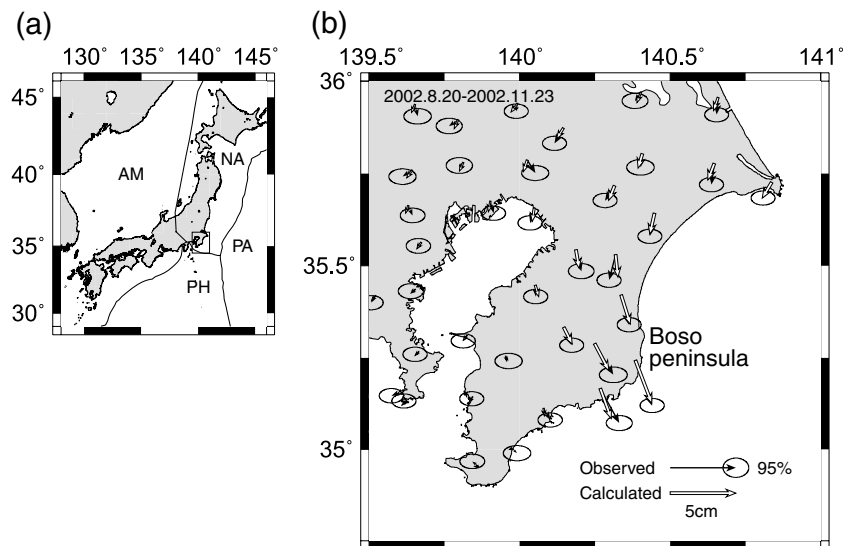 (a)
130˚ 135˚ 140˚ 145˚
45˚
40˚
35˚
30˚
AM
NA
PA
PH
(b)
139.5˚ 140˚ 140.5˚ 141˚
36˚
35.5˚
35˚
2002.8.20-2002.11.23
Boso
peninsula
Observed 95%
Calculated
5cm